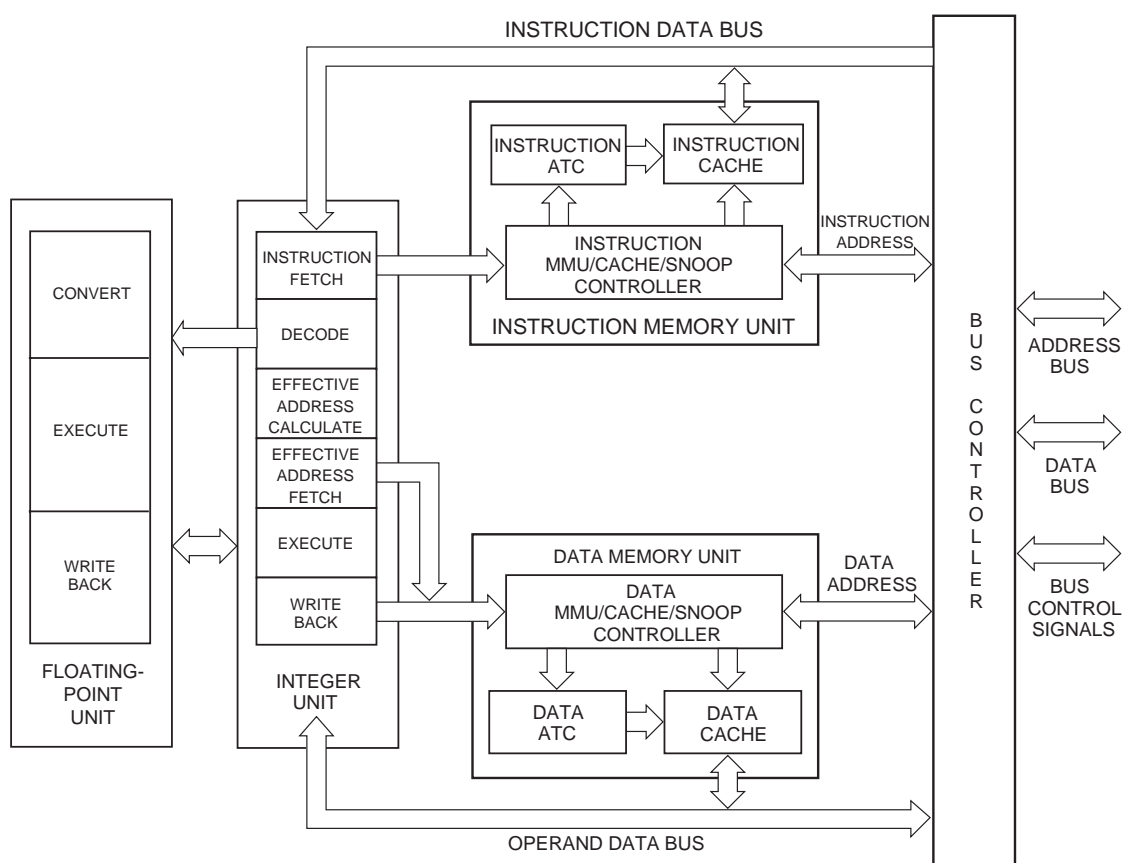 INSTRUCTION DATA BUS
INSTRUCTION
ATC
INSTRUCTION
CACHE
INSTRUCTION
MMU/CACHE/SNOOP
CONTROLLER
INSTRUCTION MEMORY UNIT
INSTRUCTION
ADDRESS
CONVERT
EXECUTE
WRITE
BACK
FLOATING-
POINT
UNIT
INSTRUCTION
FETCH
DECODE
EFFECTIVE
ADDRESS
CALCULATE
EFFECTIVE
ADDRESS
FETCH
EXECUTE
WRITE
BACK
INTEGER
UNIT
DATA MEMORY UNIT
DATA
MMU/CACHE/SNOOP
CONTROLLER
DATA
ATC
DATA
CACHE
DATA
ADDRESS
OPERAND DATA BUS
BUS CONTROLLER
ADDRESS
BUS
DATA
BUS
BUS
CONTROL
SIGNALS